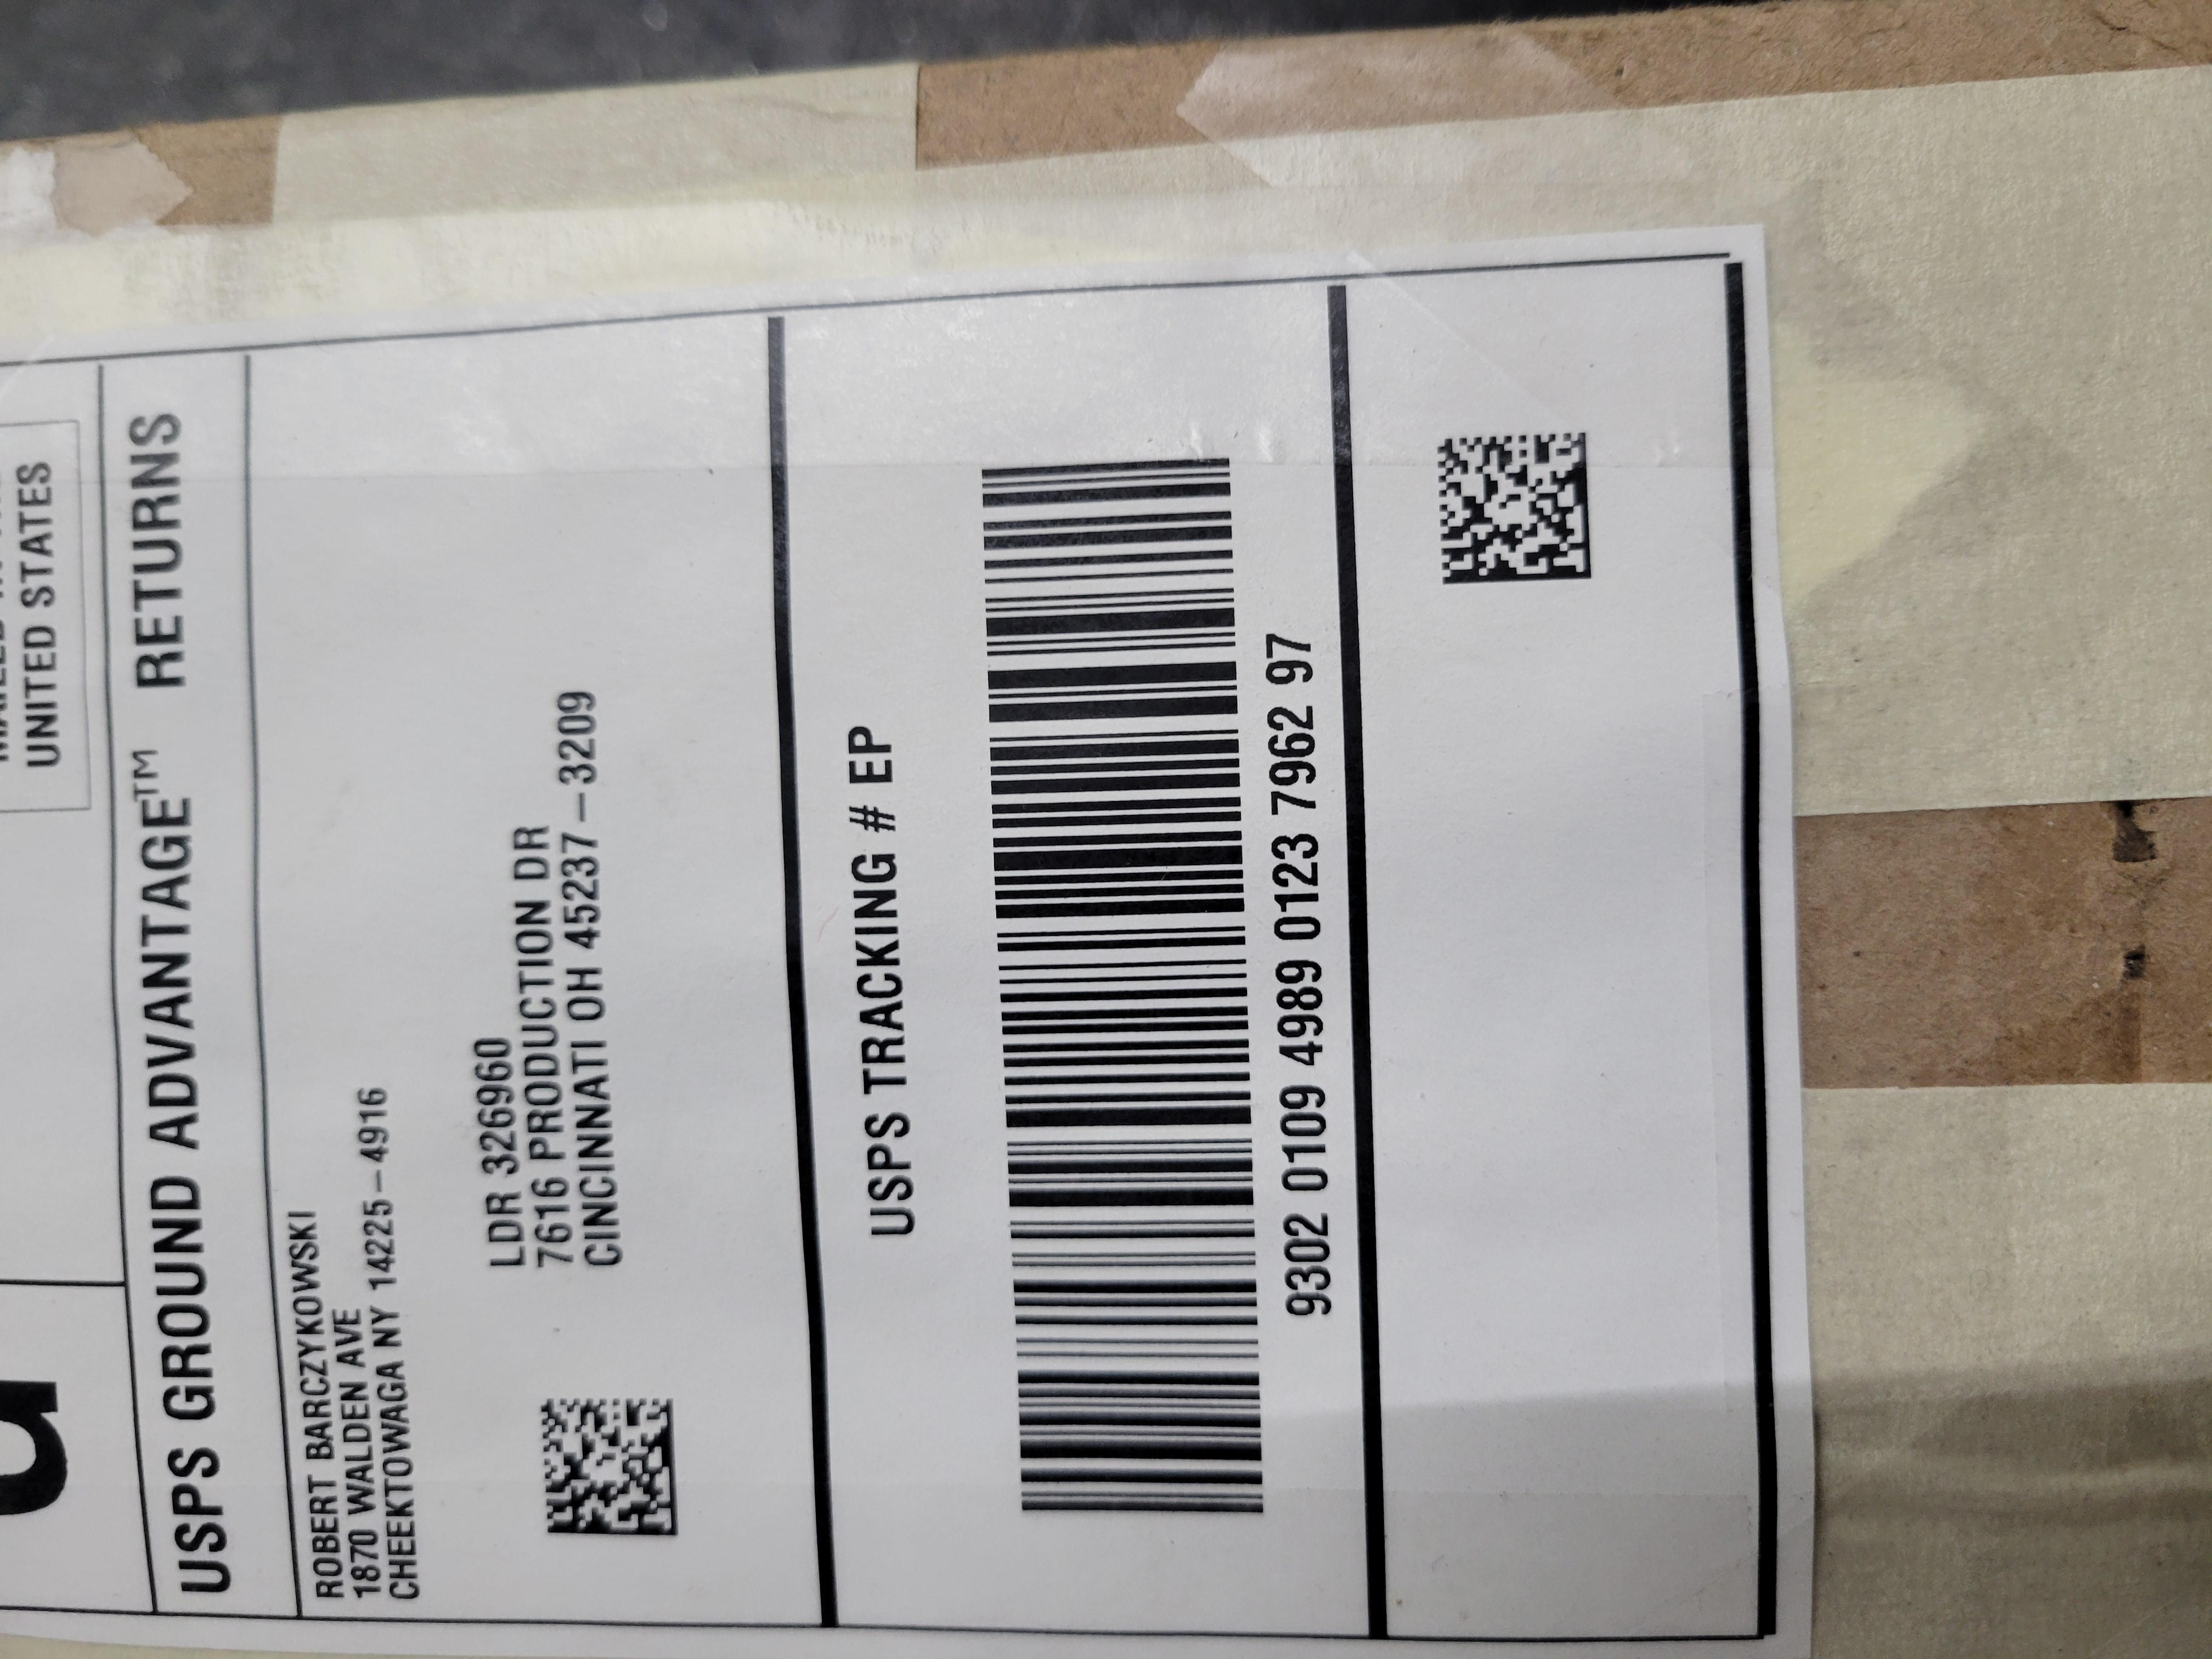 UNITED STATES
USPS GROUND ADVANTAGE™ RETURNS
ROBERT BARCZYKOWSKI
1870 WALDEN AVE
CHEEKTOWAGA NY 14225-4916
LDR 326960
7616 PRODUCTION DR
CINCINNATI OH 45237-3209
USPS TRACKING # EP
9302 0109 4989 0123 7962 97